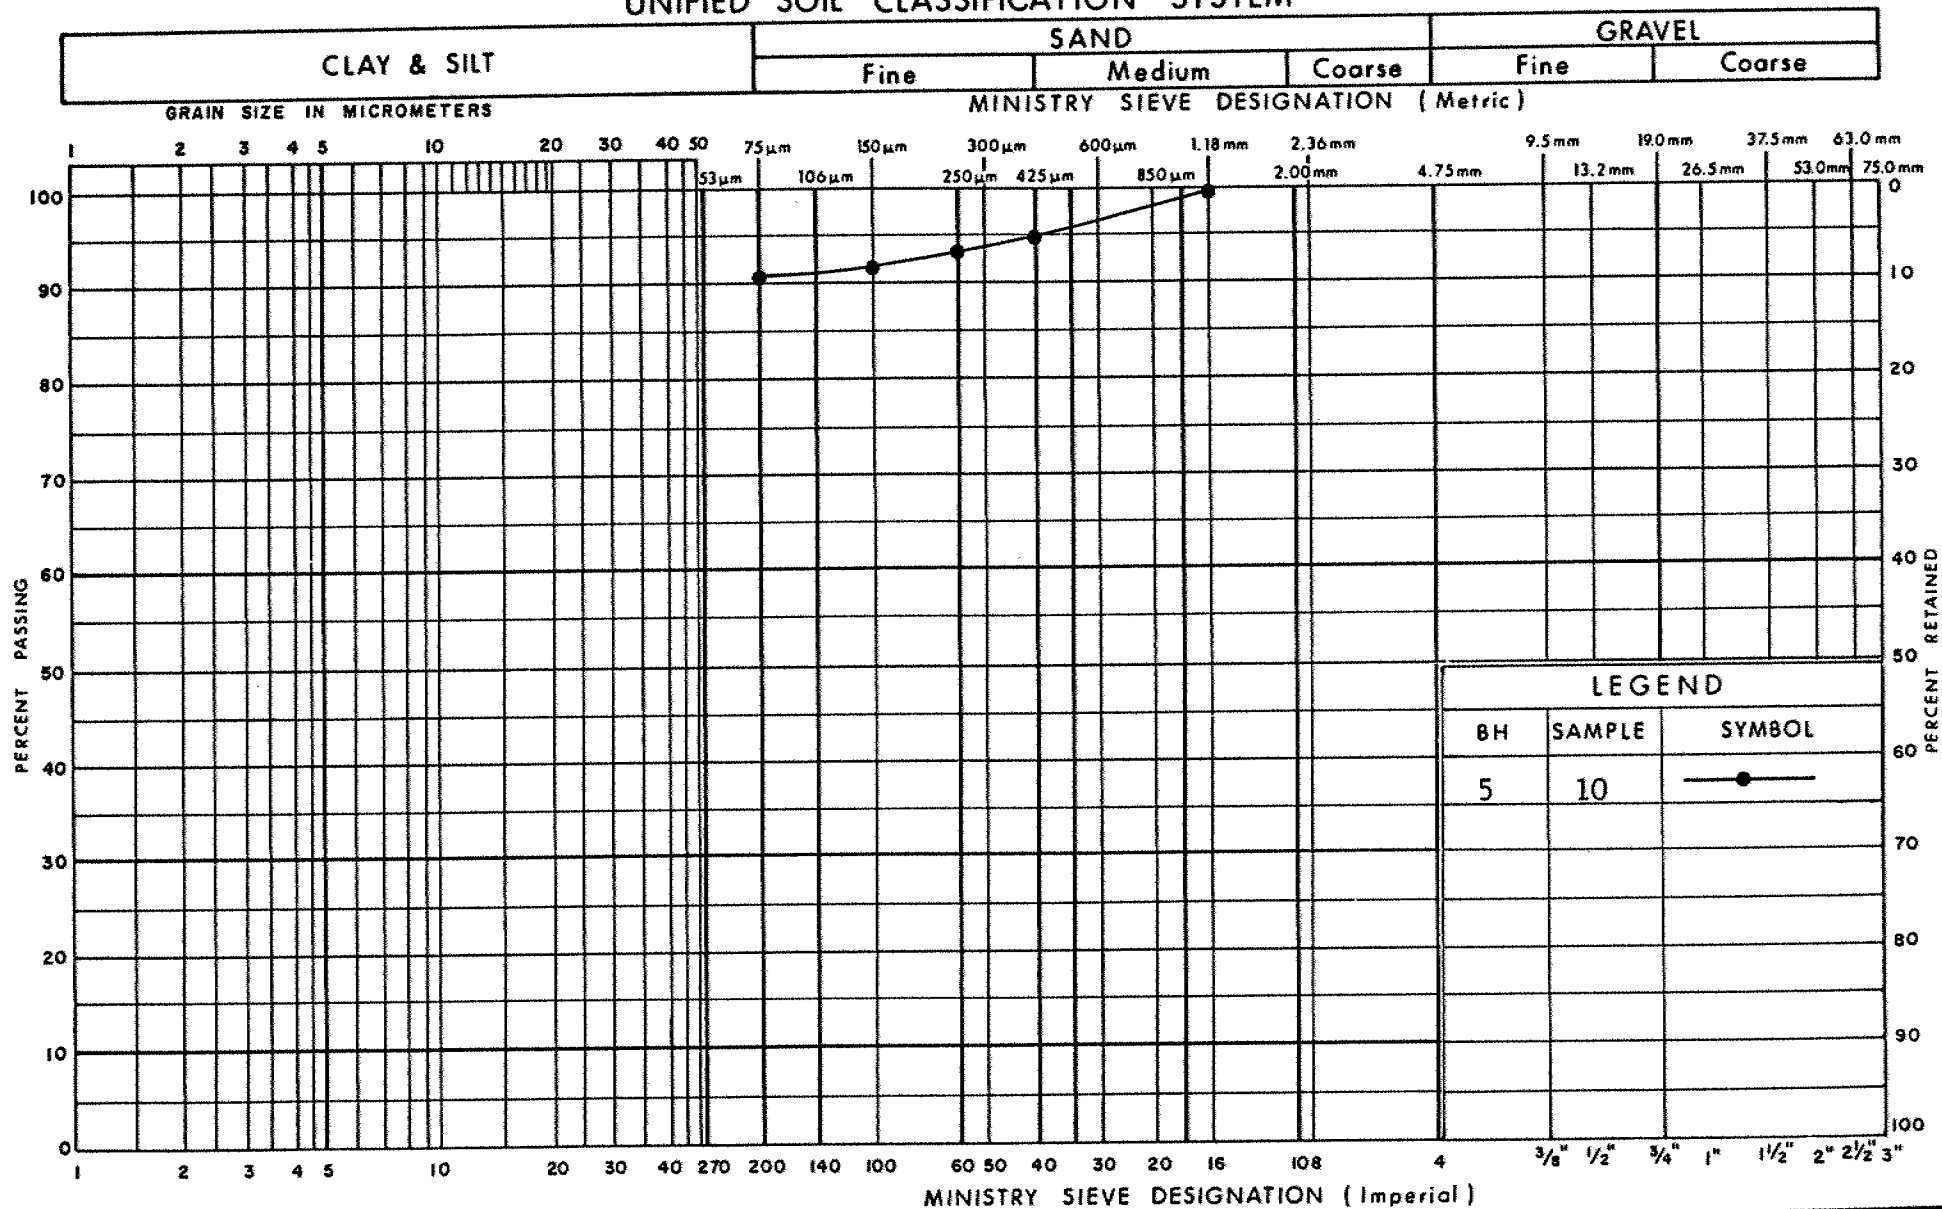 UNIFIED SOIL CLASSIFICATION SYSTEM
CLAY & SILT
SAND
GRAVEL
Fine Medium Coarse Fine Coarse
GRAIN SIZE IN MICROMETERS
MINISTRY SIEVE DESIGNATION (Metric)
1 2 3 4 5 10 20 30 40 50 75µm 150µm 300µm 600µm 1.18mm 2.36mm 9.5mm 19.0mm 37.5mm 63.0mm
53µm 106µm 250µm 425µm 850µm 2.00mm 4.75mm 13.2mm 26.5mm 53.0mm 75.0mm
100 0
90 10
80 20
70 30
60 40
50 50
40 60
30 70
20 80
10 90
0 100
PERCENT PASSING
PERCENT RETAINED
LEGEND
BH SAMPLE SYMBOL
5 10
1 2 3 4 5 10 20 30 40 270 200 140 100 60 50 40 30 20 16 108 4 3/8" 1/2" 3/4" 1" 1 1/2" 2" 2 1/2" 3"
MINISTRY SIEVE DESIGNATION (Imperial)